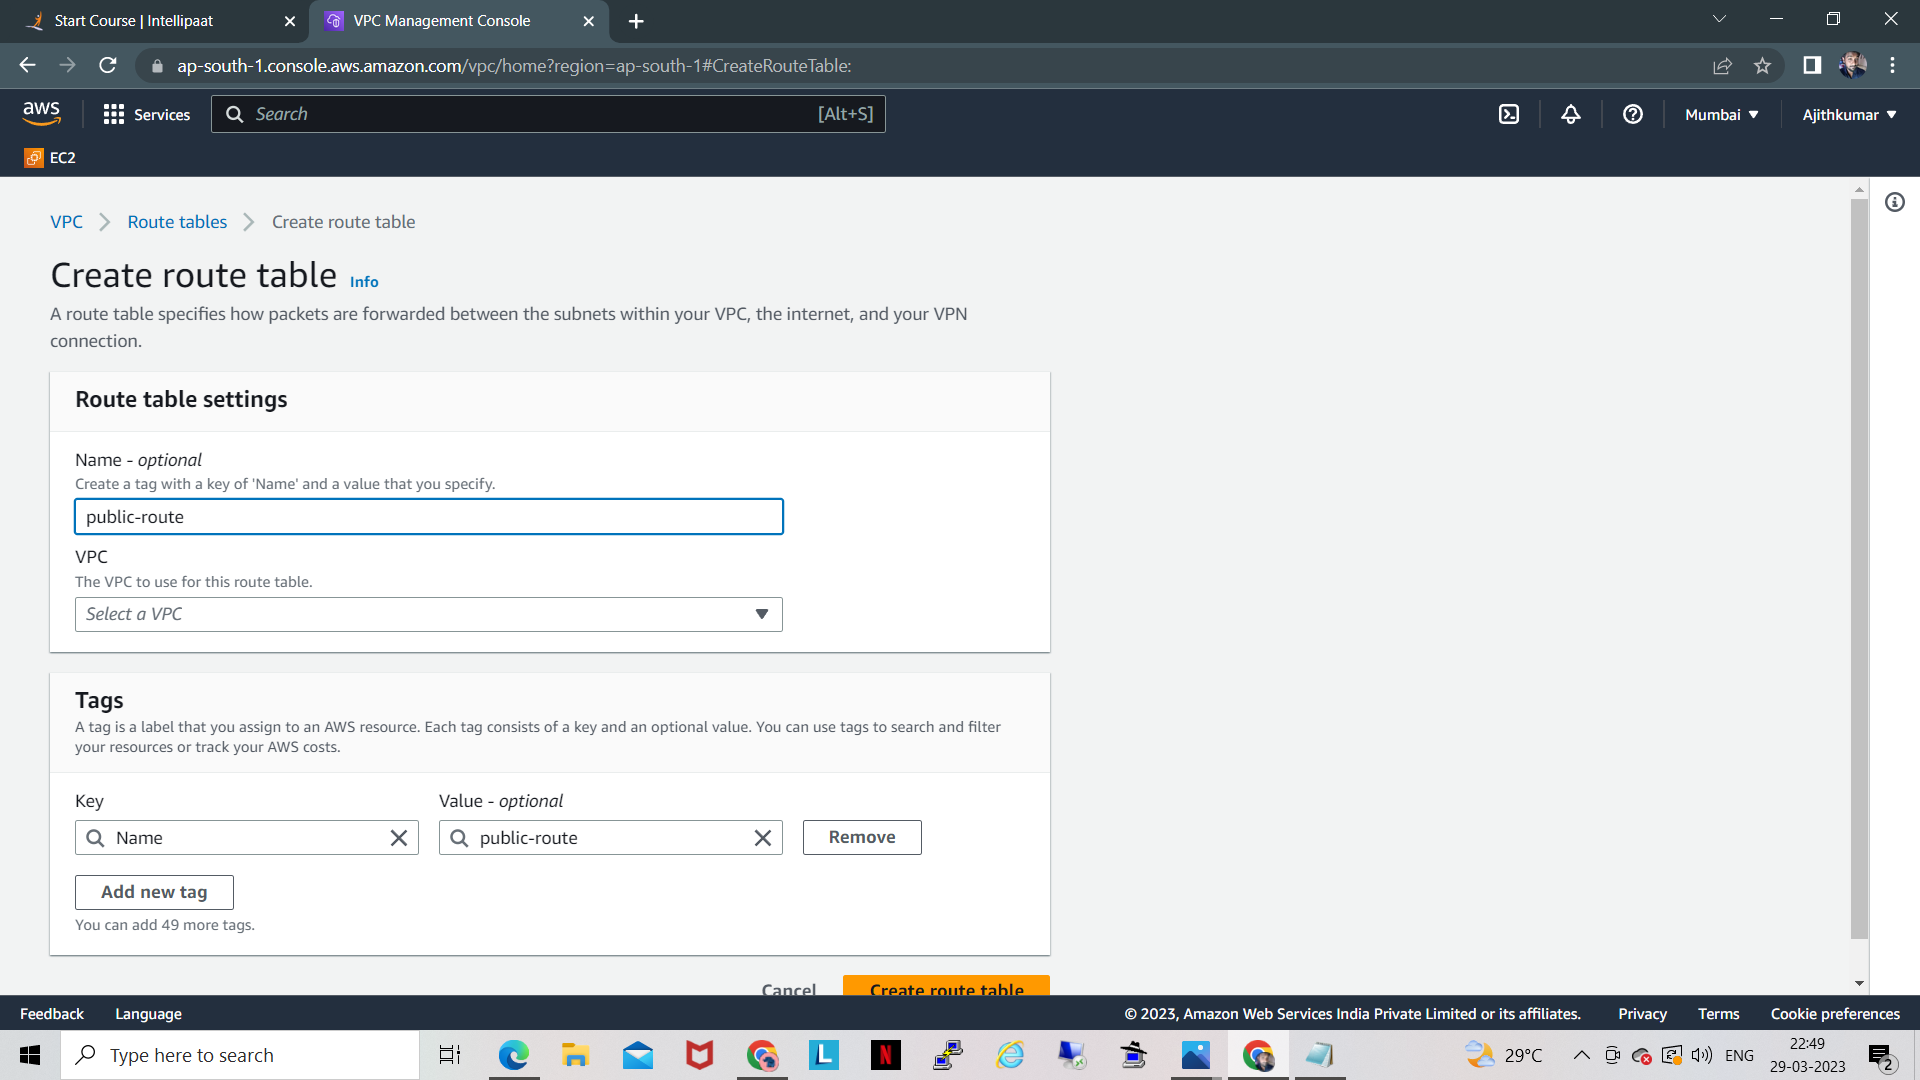 Start Course | Intellipaat
VPC Management Console
ap-south-1.console.aws.amazon.com/vpc/home?region=ap-south-1#CreateRouteTable:
aws
Services
Search
[Alt+S]
Mumbai
Ajithkumar
EC2
VPC
Route tables
Create route table
Create route table Info
A route table specifies how packets are forwarded between the subnets within your VPC, the internet, and your VPN
connection.
Route table settings
Name - optional
Create a tag with a key of 'Name' and a value that you specify.
public-route
VPC
The VPC to use for this route table.
Select a VPC
Tags
A tag is a label that you assign to an AWS resource. Each tag consists of a key and an optional value. You can use tags to search and filter
your resources or track your AWS costs.
Key
Value - optional
Name
public-route
Remove
Add new tag
You can add 49 more tags.
Cancel
Create route table
Feedback
Language
© 2023, Amazon Web Services India Private Limited or its affiliates.
Privacy
Terms
Cookie preferences
Type here to search
L
N
29°C
ENG
22:49
29-03-2023
2